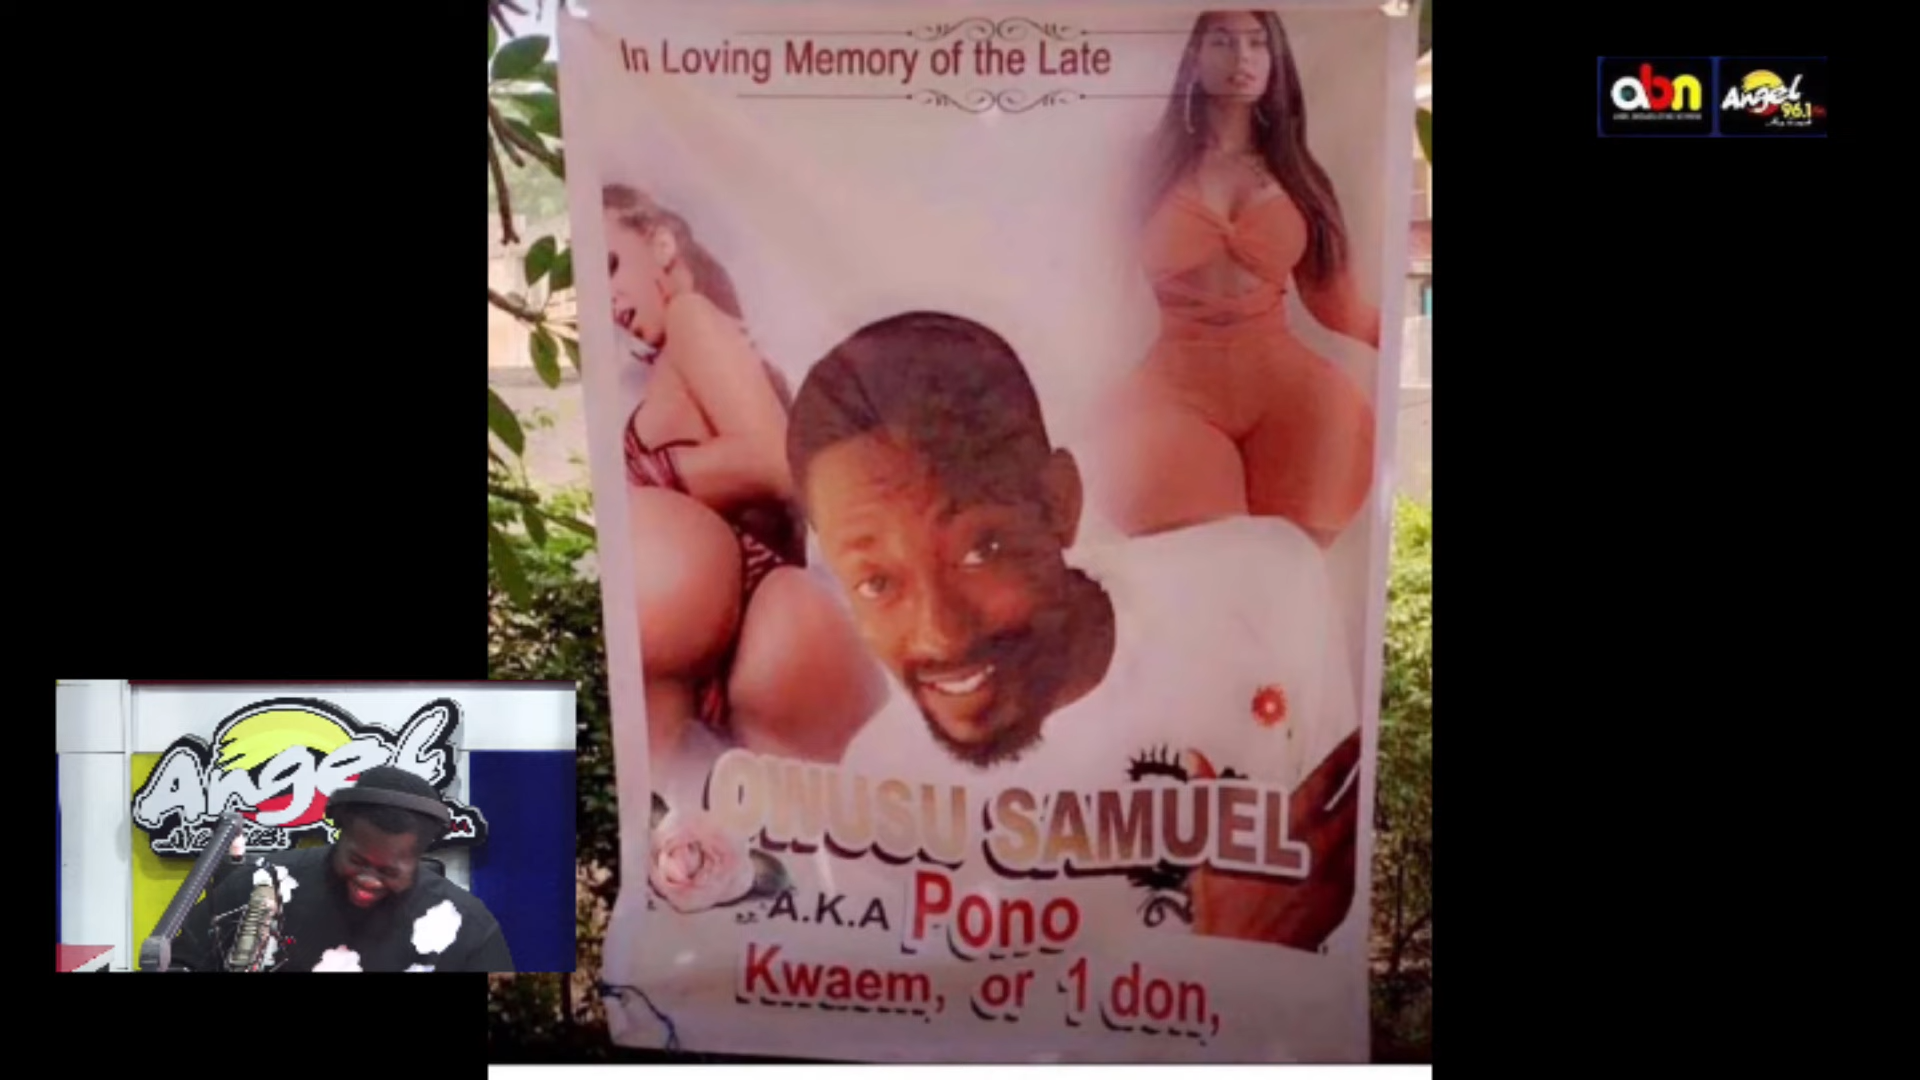 In Loving Memory of the Late
abn
Angel
96.1
OWUSU SAMUEL
A.K.A Pono
Kwaem, or 1 don,
Angel